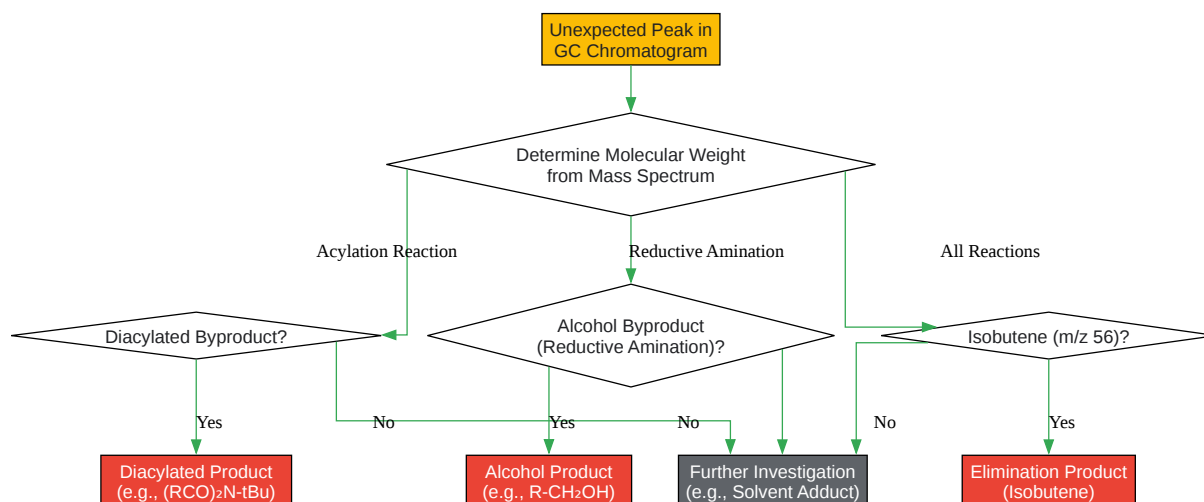 Unexpected Peak in
GC Chromatogram
Determine Molecular Weight
from Mass Spectrum
Acylation Reaction
Reductive Amination
All Reactions
Diacylated Byproduct?
Alcohol Byproduct
(Reductive Amination)?
Isobutene (m/z 56)?
Yes
No
Yes
No
No
Yes
Diacylated Product
(e.g., (RCO)₂N-tBu)
Alcohol Product
(e.g., R-CH₂OH)
Further Investigation
(e.g., Solvent Adduct)
Elimination Product
(Isobutene)